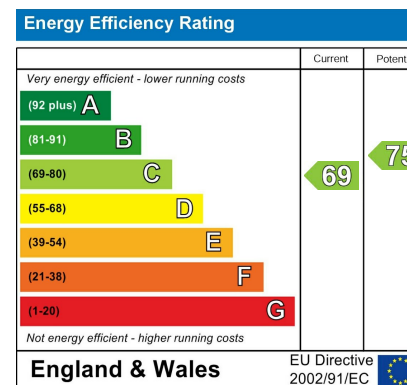 Energy Efficiency Rating
Current
Very energy efficient - lower running costs
(92 plus) A
(81-91) B
(69-80) C
(55-68) D
(39-54) E
(21-38) F
(1-20) G
69
75
Not energy efficient - higher running costs
England & Wales
EU Directive
2002/91/EC